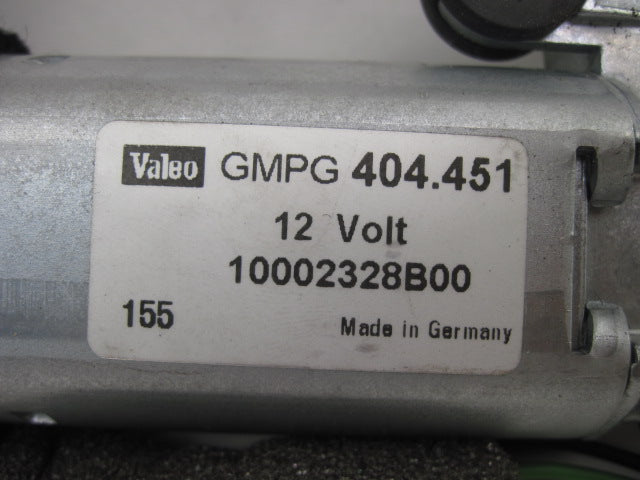 Valeo GMPG 404.451
12 Volt
10002328B00
155 Made in Germany